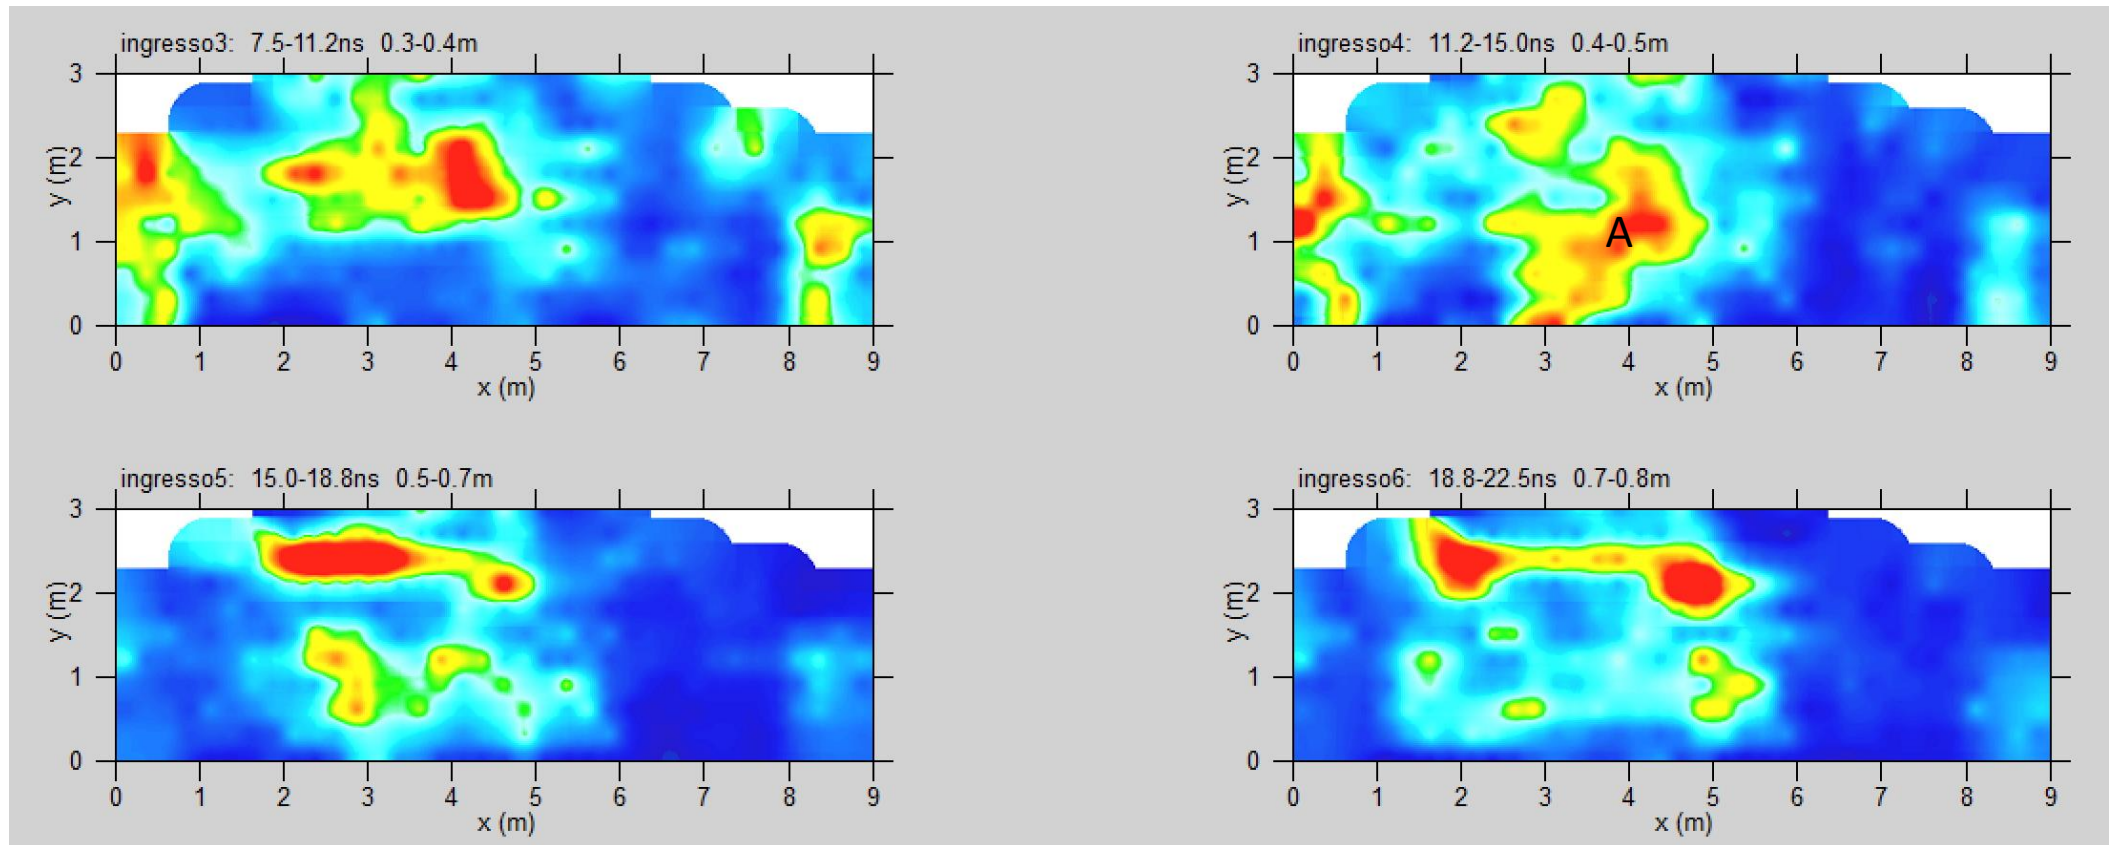 ingresso3: 7.5-11.2ns 0.3-0.4m
3
2
1
0
y (m)
0 1 2 3 4 5 6 7 8 9
x (m)
ingresso4: 11.2-15.0ns 0.4-0.5m
3
2
1
0
y (m)
A
0 1 2 3 4 5 6 7 8 9
x (m)
ingresso5: 15.0-18.8ns 0.5-0.7m
3
2
1
0
y (m)
0 1 2 3 4 5 6 7 8 9
x (m)
ingresso6: 18.8-22.5ns 0.7-0.8m
3
2
1
0
y (m)
0 1 2 3 4 5 6 7 8 9
x (m)